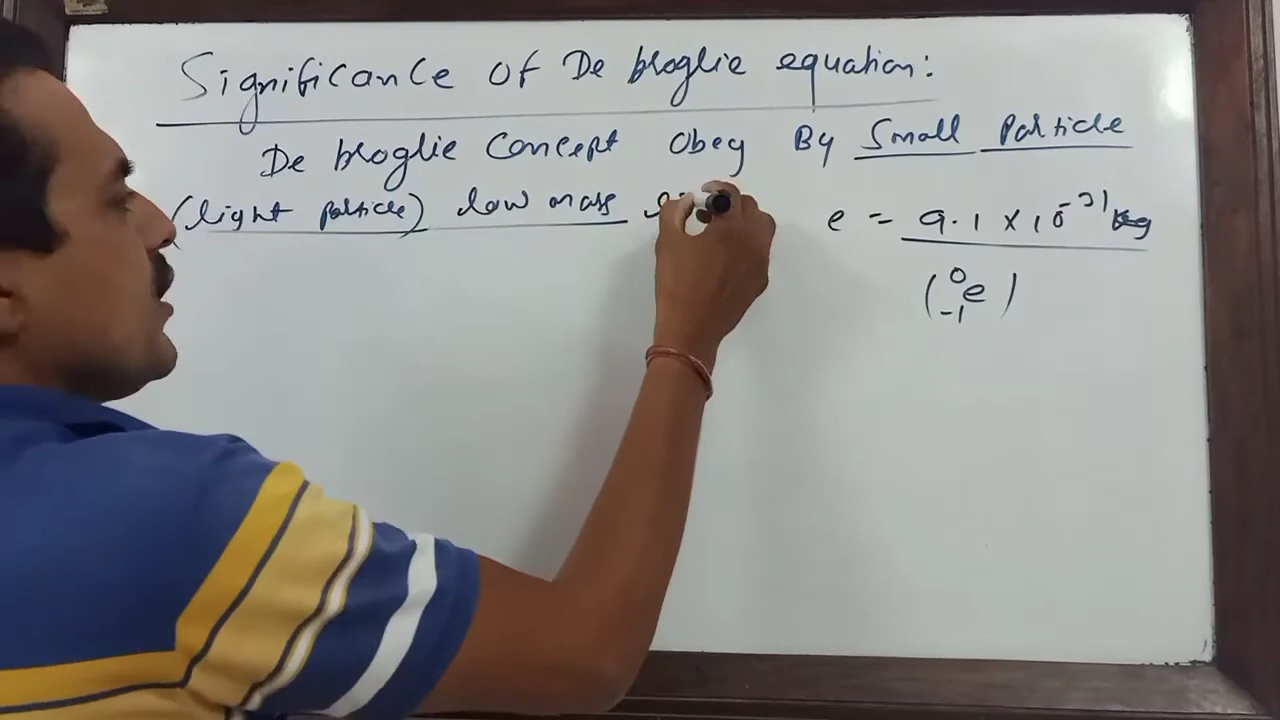 Significance of De broglie equation:
De broglie Concept Obey By Small Particle
(light particle) low mass
e = 9.1 × 10⁻³¹ kg
(⁰₋₁e)